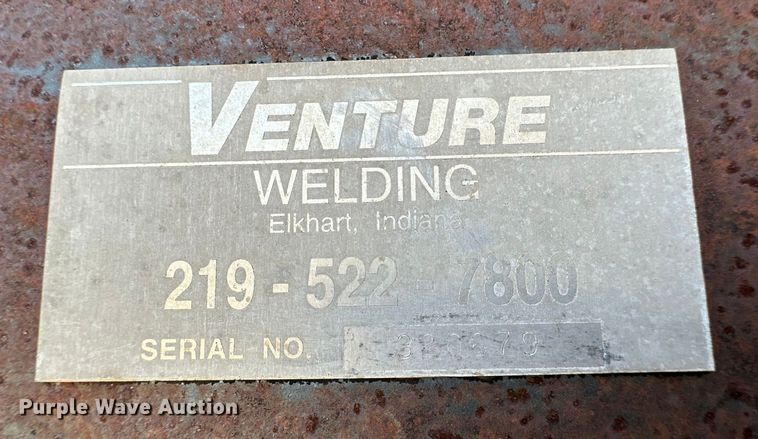 VENTURE
WELDING
Elkhart, Indiana
219-522-7800
SERIAL NO.
Purple Wave Auction